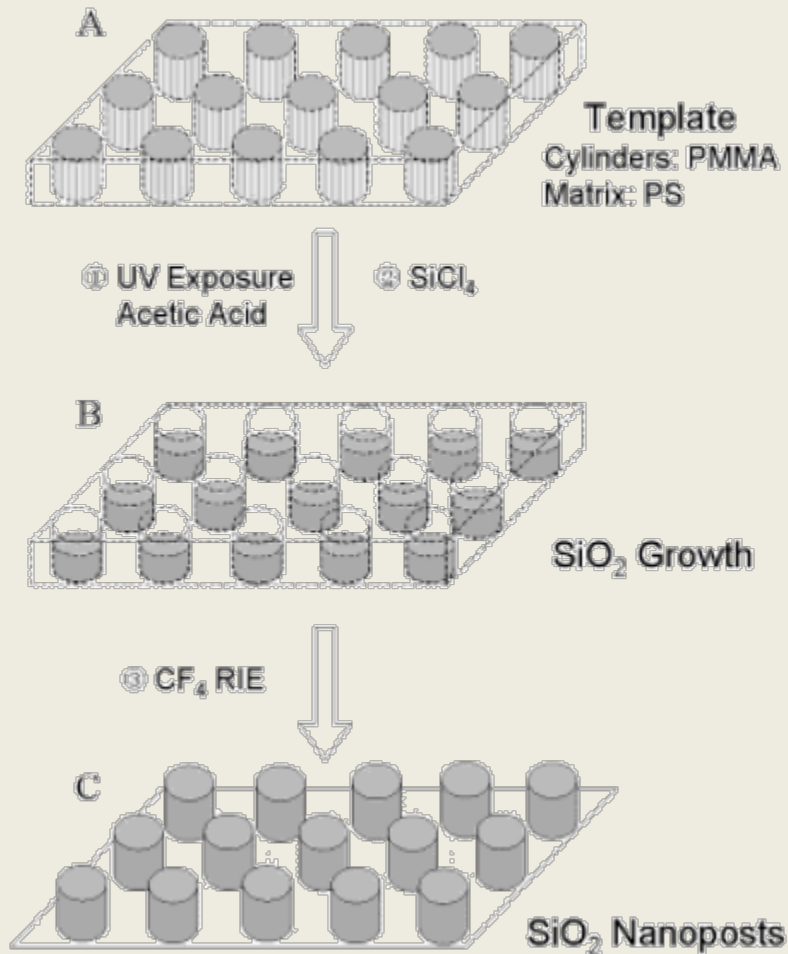 A
Template
Cylinders: PMMA
Matrix: PS
① UV Exposure
Acetic Acid
② SiCl₄
B
SiO₂ Growth
③ CF₄ RIE
C
SiO₂ Nanoposts